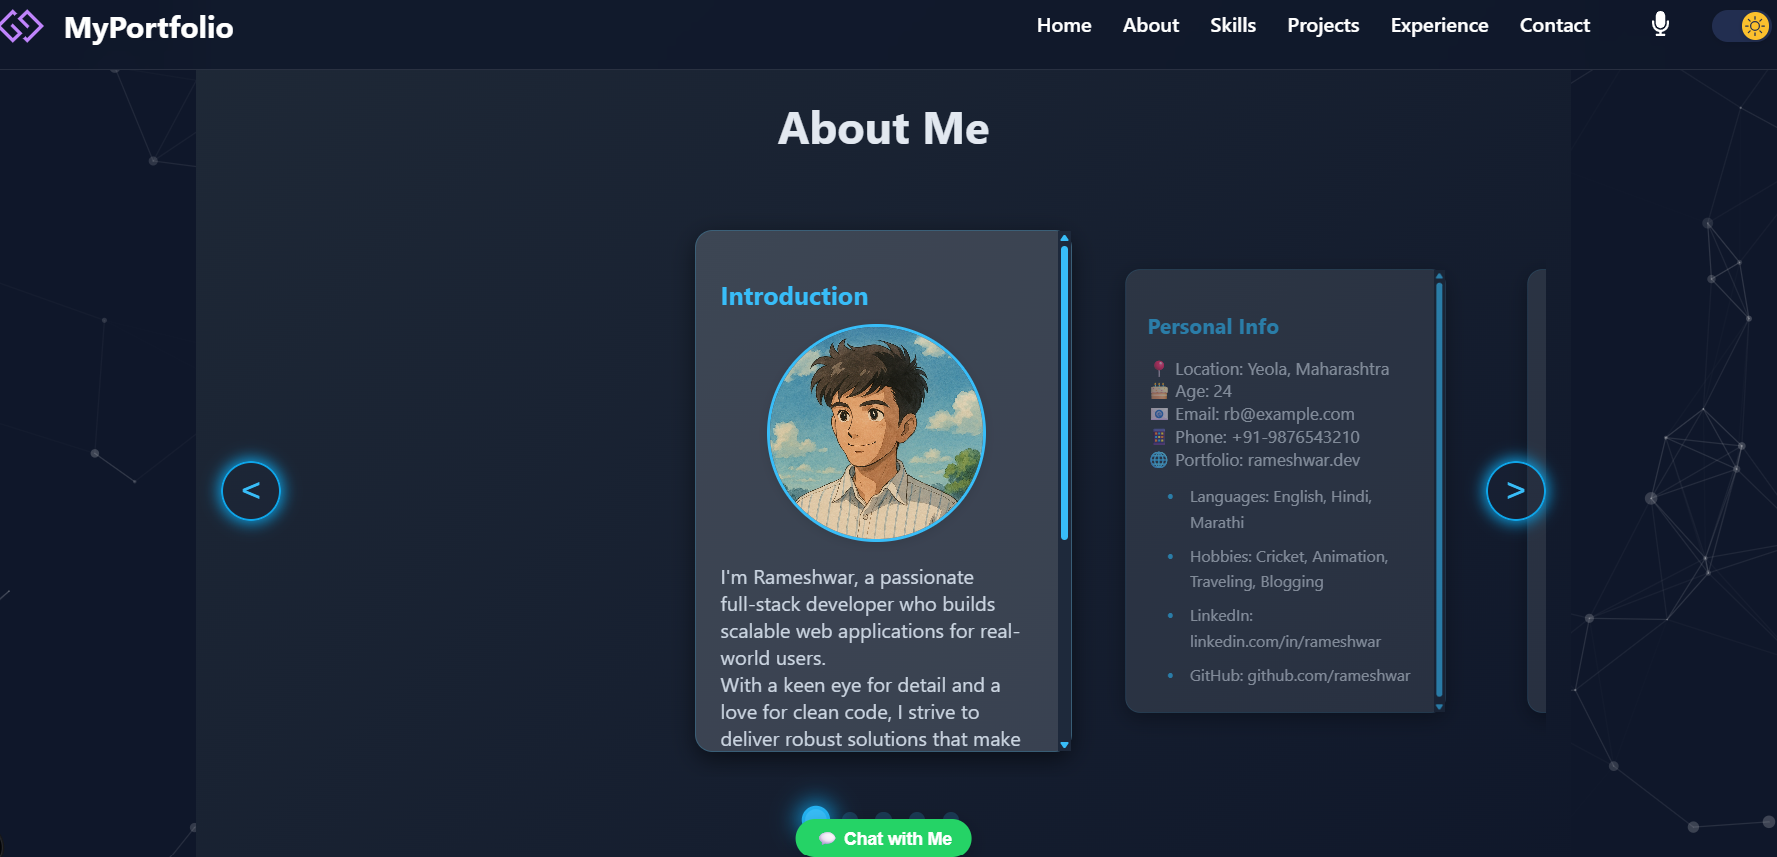 MyPortfolio
Home About Skills Projects Experience Contact
About Me
<
Introduction
I'm Rameshwar, a passionate
full-stack developer who builds
scalable web applications for real-
world users.
With a keen eye for detail and a
love for clean code, I strive to
deliver robust solutions that make
Personal Info
📍 Location: Yeola, Maharashtra
🎂 Age: 24
📧 Email: rb@example.com
📱 Phone: +91-9876543210
🌐 Portfolio: rameshwar.dev
• Languages: English, Hindi,
Marathi
• Hobbies: Cricket, Animation,
Traveling, Blogging
• LinkedIn:
linkedin.com/in/rameshwar
• GitHub: github.com/rameshwar
>
💬 Chat with Me